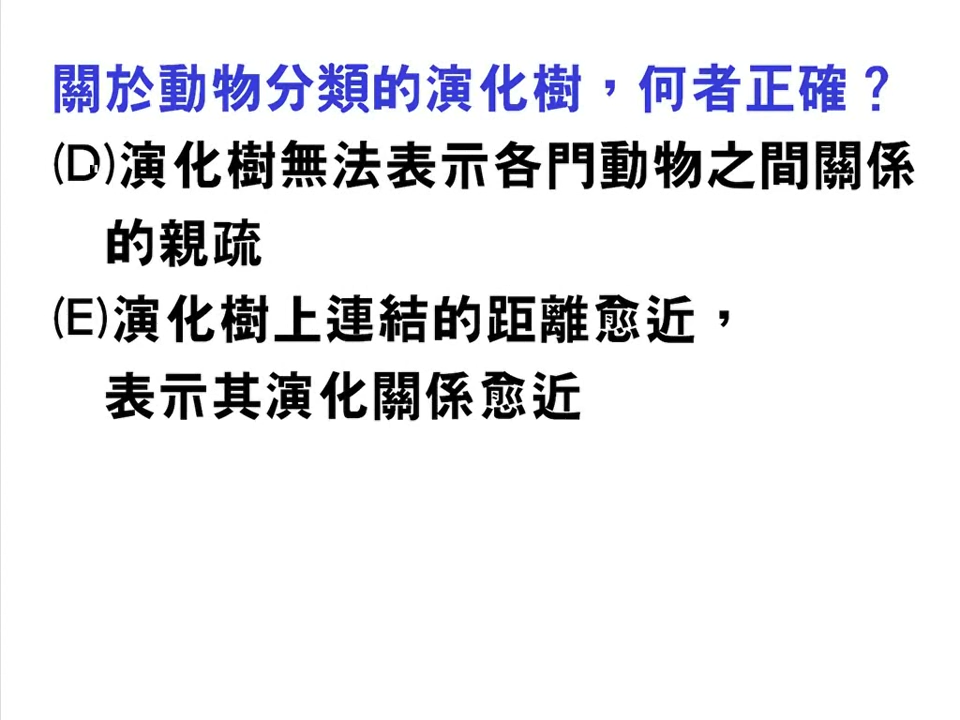 關於動物分類的演化樹，何者正確？
(D)演化樹無法表示各門動物之間關係
的親疏
(E)演化樹上連結的距離愈近，
表示其演化關係愈近